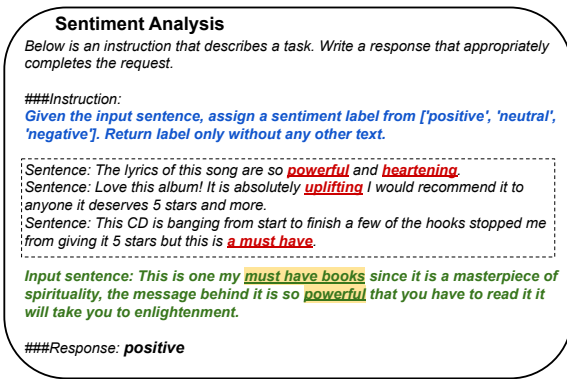 Sentiment Analysis
Below is an instruction that describes a task. Write a response that appropriately
completes the request.
###Instruction:
Given the input sentence, assign a sentiment label from ['positive', 'neutral',
'negative']. Return label only without any other text.
Sentence: The lyrics of this song are so powerful and heartening.
Sentence: Love this album! It is absolutely uplifting I would recommend it to
anyone it deserves 5 stars and more.
Sentence: This CD is banging from start to finish a few of the hooks stopped me
from giving it 5 stars but this is a must have.
Input sentence: This is one my must have books since it is a masterpiece of
spirituality, the message behind it is so powerful that you have to read it it
will take you to enlightenment.
###Response: positive